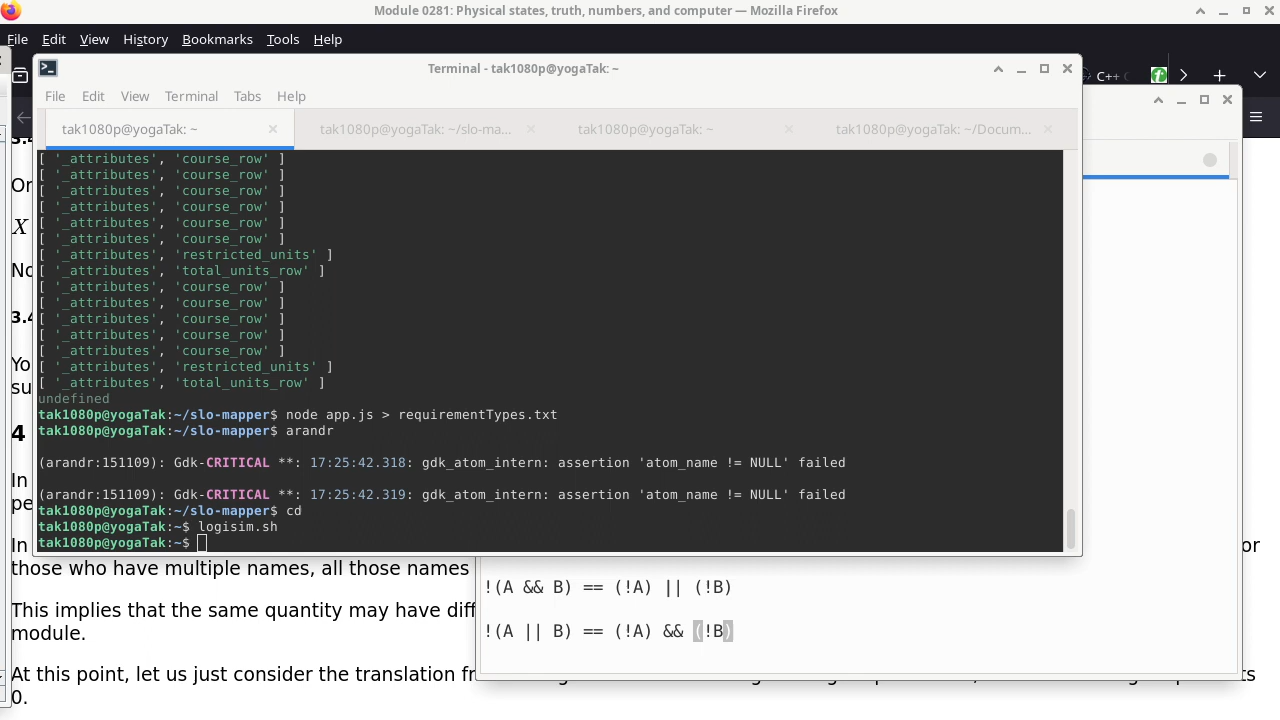 Module 0281: Physical states, truth, numbers, and computer — Mozilla Firefox
File Edit View History Bookmarks Tools Help
C++
Terminal - tak1080p@yogaTak: ~
File Edit View Terminal Tabs Help
tak1080p@yogaTak: ~
tak1080p@yogaTak: ~/slo-ma...
tak1080p@yogaTak: ~
tak1080p@yogaTak: ~/Docum...
[ '_attributes', 'course_row' ]
[ '_attributes', 'course_row' ]
[ '_attributes', 'course_row' ]
[ '_attributes', 'course_row' ]
[ '_attributes', 'course_row' ]
[ '_attributes', 'course_row' ]
[ '_attributes', 'restricted_units' ]
[ '_attributes', 'total_units_row' ]
[ '_attributes', 'course_row' ]
[ '_attributes', 'course_row' ]
[ '_attributes', 'course_row' ]
[ '_attributes', 'course_row' ]
[ '_attributes', 'course_row' ]
[ '_attributes', 'restricted_units' ]
[ '_attributes', 'total_units_row' ]
undefined
tak1080p@yogaTak:~/slo-mapper$ node app.js > requirementTypes.txt
tak1080p@yogaTak:~/slo-mapper$ arandr
(arandr:151109): Gdk-CRITICAL **: 17:25:42.318: gdk_atom_intern: assertion 'atom_name != NULL' failed
(arandr:151109): Gdk-CRITICAL **: 17:25:42.319: gdk_atom_intern: assertion 'atom_name != NULL' failed
tak1080p@yogaTak:~/slo-mapper$ cd
tak1080p@yogaTak:~$ logisim.sh
tak1080p@yogaTak:~$
X
4
In
In
or
those who have multiple names, all those names
This implies that the same quantity may have
module.
At this point, let us just consider the translation
0.
!(A && B) == (!A) || (!B)
!(A || B) == (!A) && (!B)